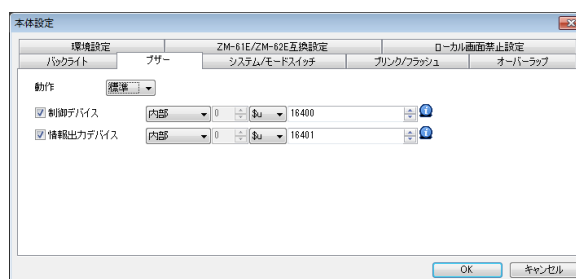 本体設定
環境設定 ZM-61E/ZM-62E互換設定 ローカル画面禁止設定
バックライト ブザー システム/モードスイッチ ブリンク/フラッシュ オーバーラップ
動作 標準
制御デバイス 内部 0 $u 16400
情報出力デバイス 内部 0 $u 16401
OK キャンセル